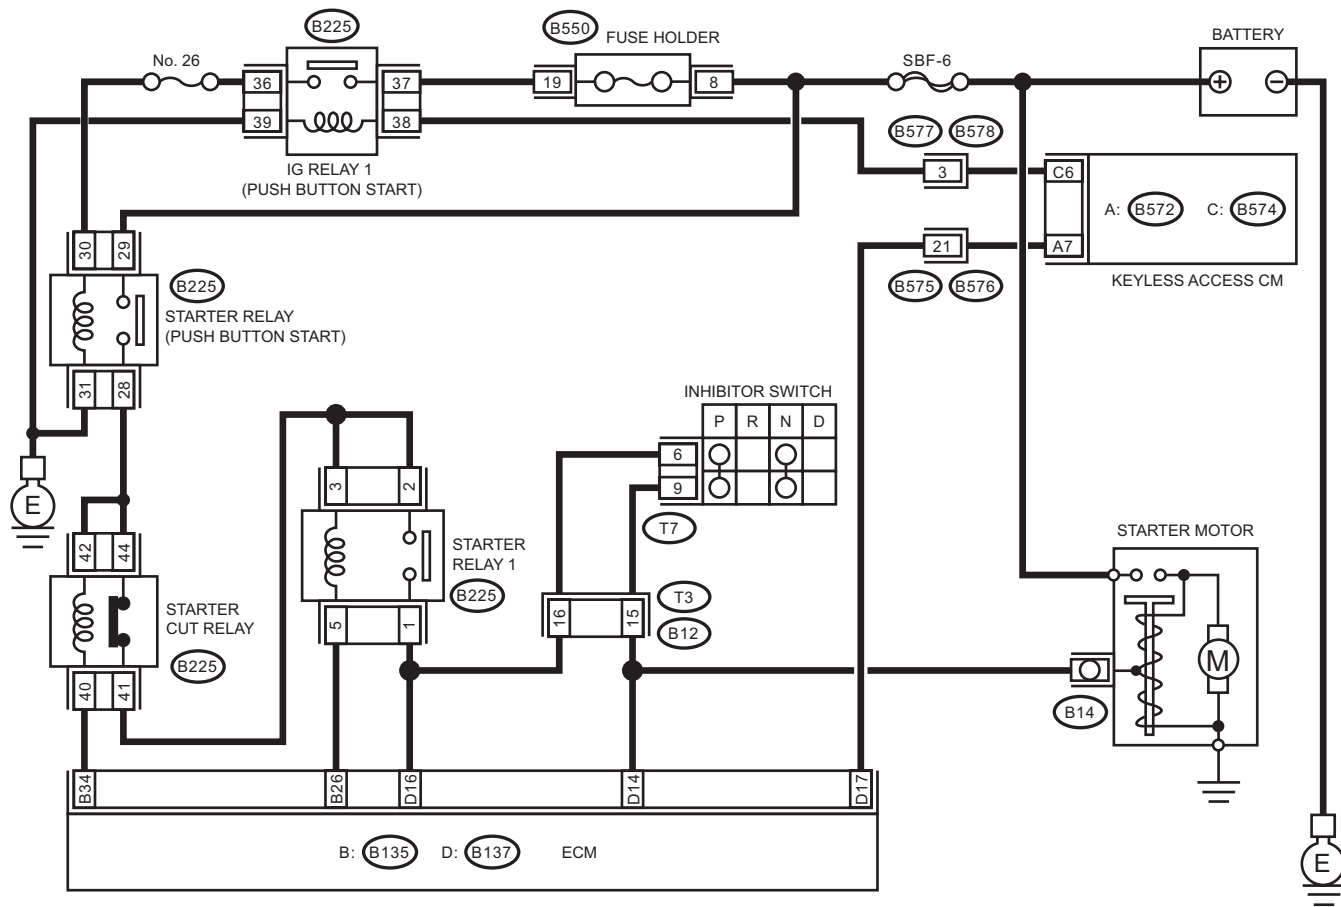 B225
B550
FUSE HOLDER
BATTERY
No. 26
SBF-6
36
37
19
8
39
38
B577
B578
IG RELAY 1
(PUSH BUTTON START)
3
C6
A: B572 C: B574
30
29
21
A7
B225
B575
B576
KEYLESS ACCESS CM
STARTER RELAY
(PUSH BUTTON START)
31
28
INHIBITOR SWITCH
P R N D
6
9
3
2
E
T7
42
44
STARTER MOTOR
STARTER
RELAY 1
B225
STARTER
CUT RELAY
B225
T3
16
15
B12
5
1
M
40
41
B14
B34
B26
D16
D14
D17
B: B135 D: B137 ECM
E